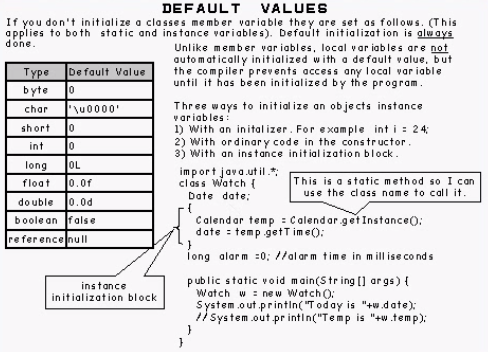 DEFAULT VALUES
If you don't initialize a classes member variable they are set as follows. (This
applies to both static and instance variables). Default initialization is always
done.
Unlike member variables, local variables are not
automatically initialized with a default value, but
the compiler prevents access any local variable
until it has been initialized by the program.
Type Default Value
byte 0
char '\u0000'
short 0
int 0
long 0L
float 0.0f
double 0.0d
boolean false
reference null
Three ways to initialize an objects instance
variables:
1) With an initalizer. For example int i = 24;
2) With ordinary code in the constructor.
3) With an instance initialization block.
import java.util.*;
class Watch {
Date date;
{
Calendar temp = Calendar.getInstance();
date = temp.getTime();
}
long alarm =0; //alarm time in milliseconds
public static void main(String[] args) {
Watch w = new Watch();
System.out.println("Today is "+w.date);
//System.out.println("Temp is "+w.temp);
}
}
This is a static method so I can
use the class name to call it.
instance
initialization block